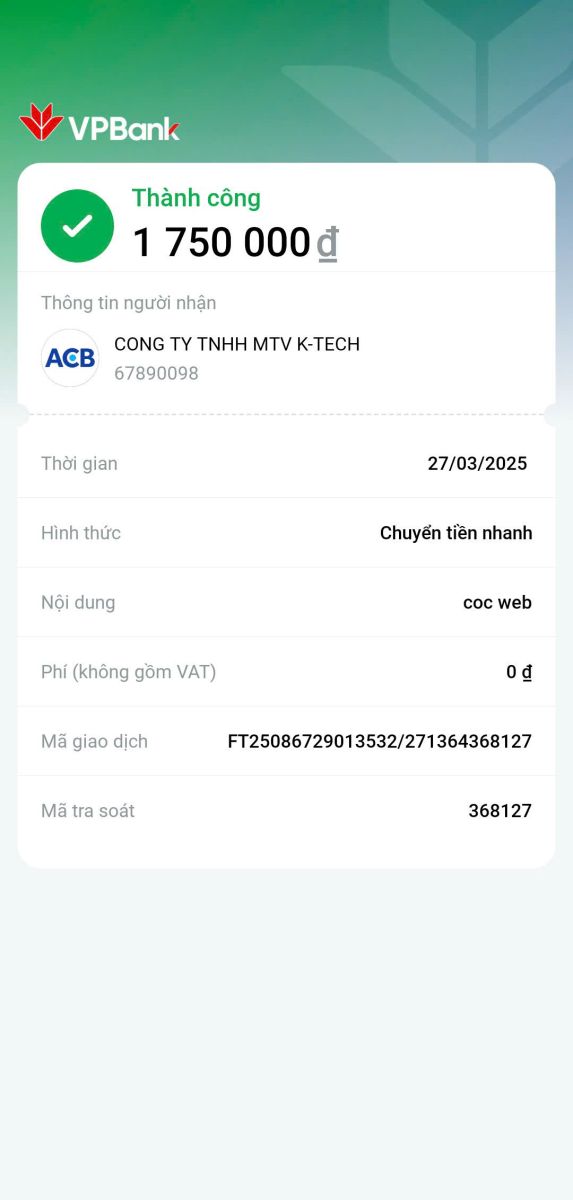 VPBank
Thành công
1 750 000 đ
Thông tin người nhận
ACB
CONG TY TNHH MTV K-TECH
67890098
Thời gian 27/03/2025
Hình thức Chuyển tiền nhanh
Nội dung coc web
Phí (không gồm VAT) 0 đ
Mã giao dịch FT25086729013532/271364368127
Mã tra soát 368127